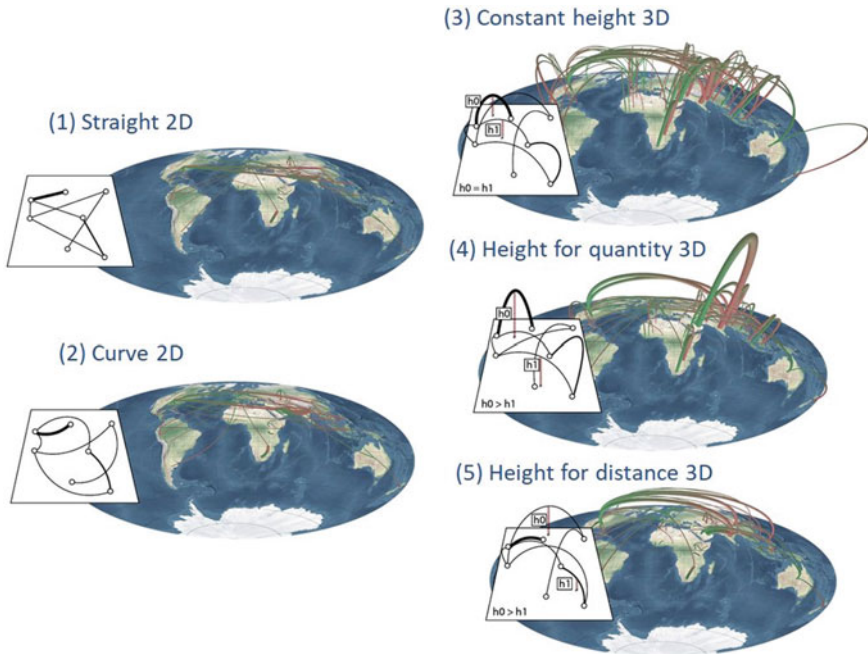 (1) Straight 2D
(2) Curve 2D
(3) Constant height 3D
h0
h1
h0 = h1
(4) Height for quantity 3D
h0
h1
h0 > h1
(5) Height for distance 3D
h0
h1
h0 > h1